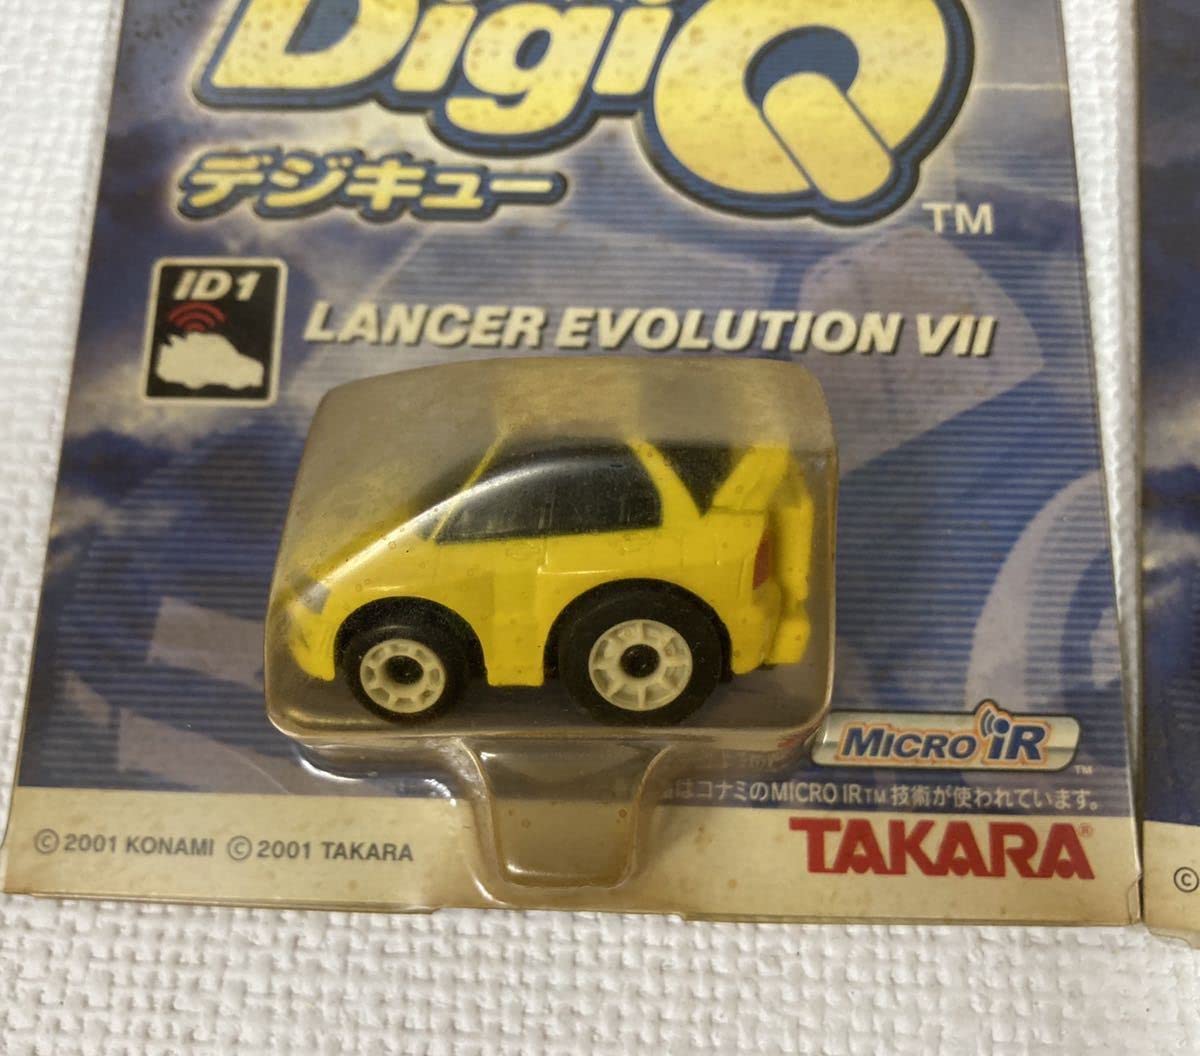 DigiQ
デジキュー
TM
ID1
LANCER EVOLUTION VII
MICRO iR
TM
はコナミのMICRO IR TM 技術が使われています。
© 2001 KONAMI © 2001 TAKARA
TAKARA®
©